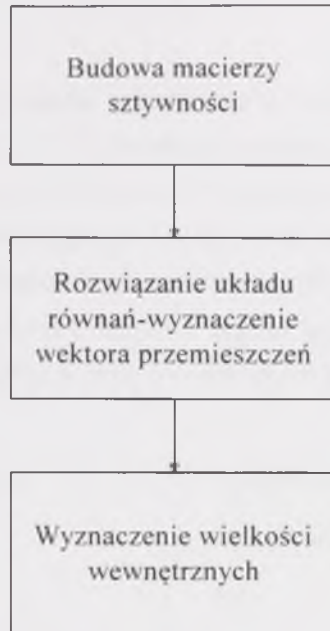 Budowa macierzy
sztywności
Rozwiązanie układu
równań-wyznaczenie
wektora przemieszczeń
Wyznaczenie wielkości
wewnętrznych